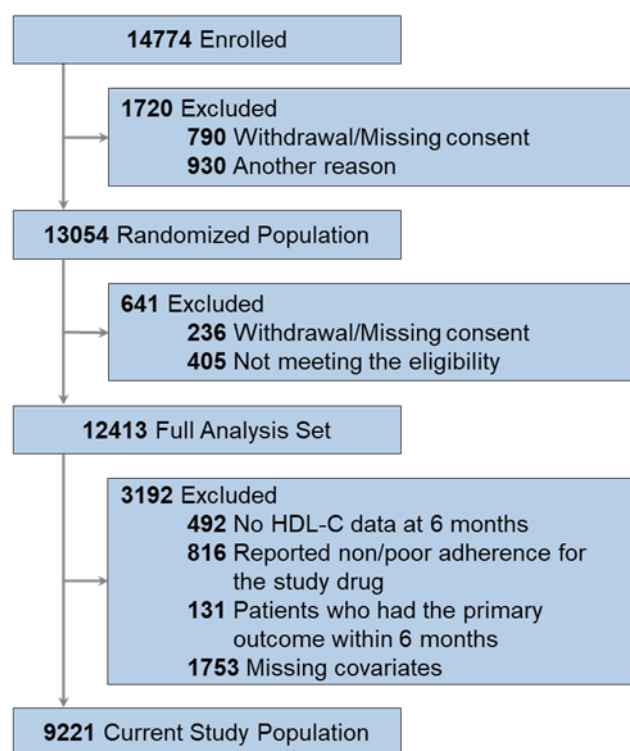 14774 Enrolled
1720 Excluded
790 Withdrawal/Missing consent
930 Another reason
13054 Randomized Population
641 Excluded
236 Withdrawal/Missing consent
405 Not meeting the eligibility
12413 Full Analysis Set
3192 Excluded
492 No HDL-C data at 6 months
816 Reported non/poor adherence for
the study drug
131 Patients who had the primary
outcome within 6 months
1753 Missing covariates
9221 Current Study Population